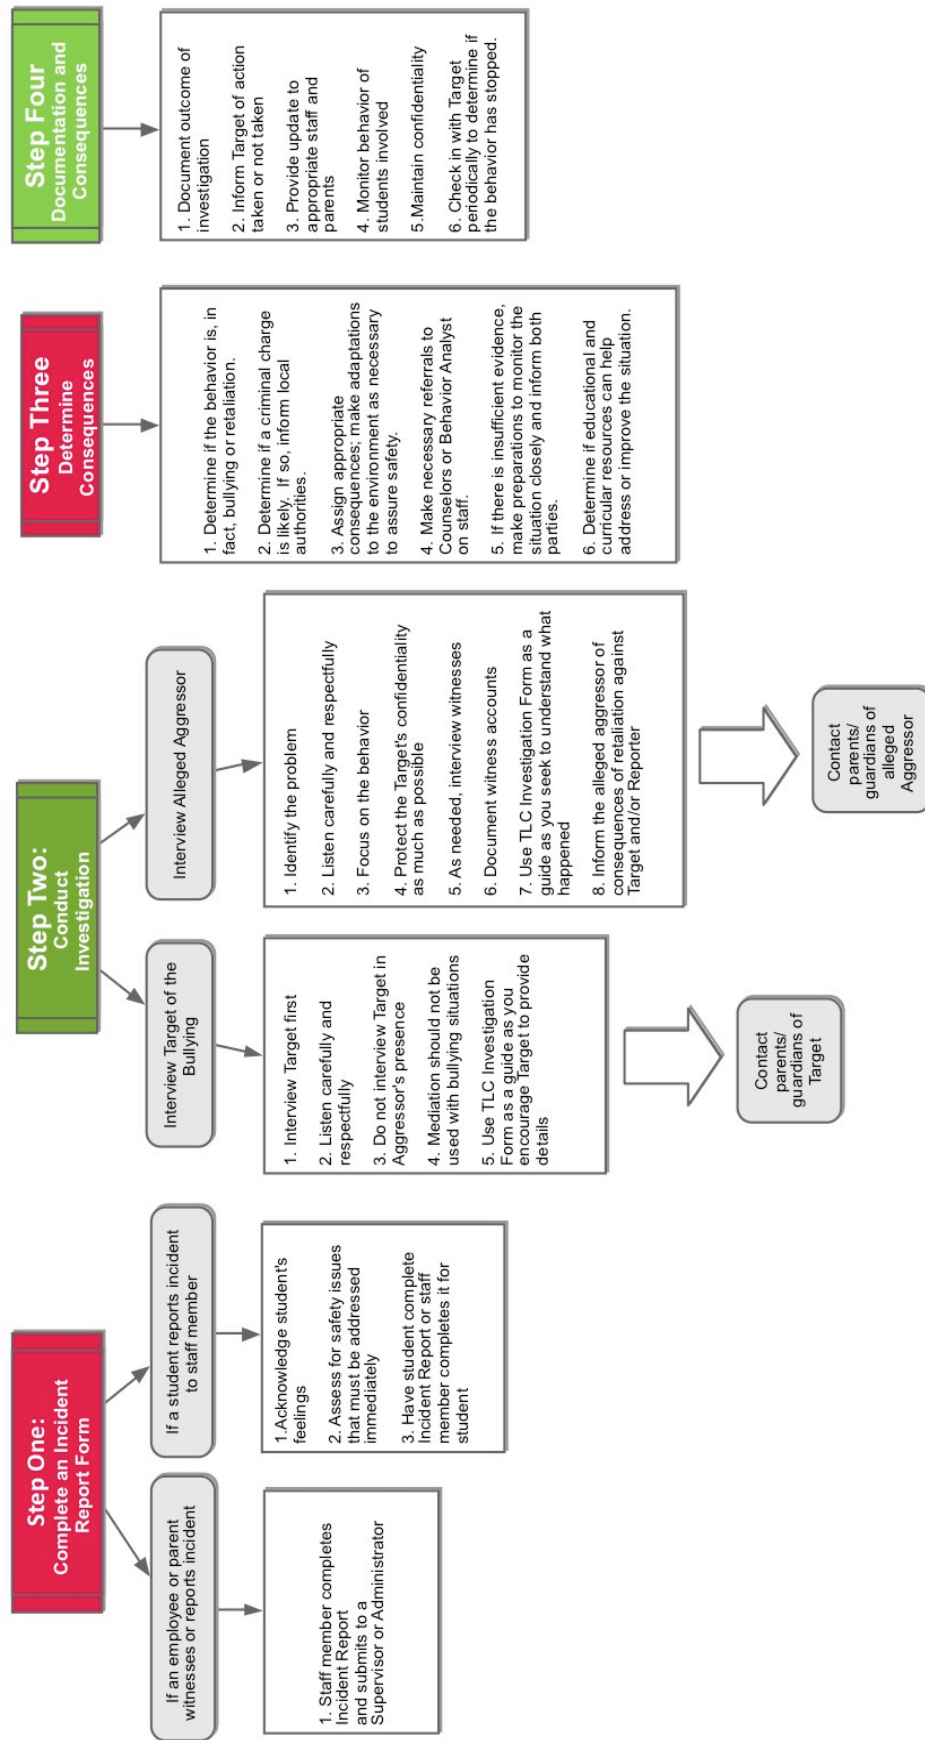 Step One:
Complete an Incident
Report Form
If an employee or parent
witnesses or reports incident
1. Staff member completes
Incident Report
and submits to a
Supervisor or Administrator
If a student reports incident
to staff member
1.Acknowledge student's
feelings
2. Assess for safety issues
that must be addressed
immediately
3. Have student complete
Incident Report or staff
member completes it for
student
Step Two:
Conduct
Investigation
Interview Target of the
Bullying
1. Interview Target first
2. Listen carefully and
respectfully
3. Do not interview Target in
Aggressor's presence
4. Mediation should not be
used with bullying situations
5. Use TLC Investigation
Form as a guide as you
encourage Target to provide
details
Contact
parents/
guardians of
Target
Interview Alleged Aggressor
1. Identify the problem
2. Listen carefully and respectfully
3. Focus on the behavior
4. Protect the Target's confidentiality
as much as possible
5. As needed, interview witnesses
6. Document witness accounts
7. Use TLC Investigation Form as a
guide as you seek to understand what
happened
8. Inform the alleged aggressor of
consequences of retaliation against
Target and/or Reporter
Contact
parents/
guardians of
alleged
Aggressor
Step Three
Determine
Consequences
1. Determine if the behavior is, in
fact, bullying or retaliation.
2. Determine if a criminal charge
is likely. If so, inform local
authorities.
3. Assign appropriate
consequences; make adaptations
to the environment as necessary
to assure safety.
4. Make necessary referrals to
Counselors or Behavior Analyst
on staff.
5. If there is insufficient evidence,
make preparations to monitor the
situation closely and inform both
parties.
6. Determine if educational and
curricular resources can help
address or improve the situation.
Step Four
Documentation and
Consequences
1. Document outcome of
investigation
2. Inform Target of action
taken or not taken
3. Provide update to
appropriate staff and
parents
4. Monitor behavior of
students involved
5.Maintain confidentiality
6. Check in with Target
periodically to determine if
the behavior has stopped.